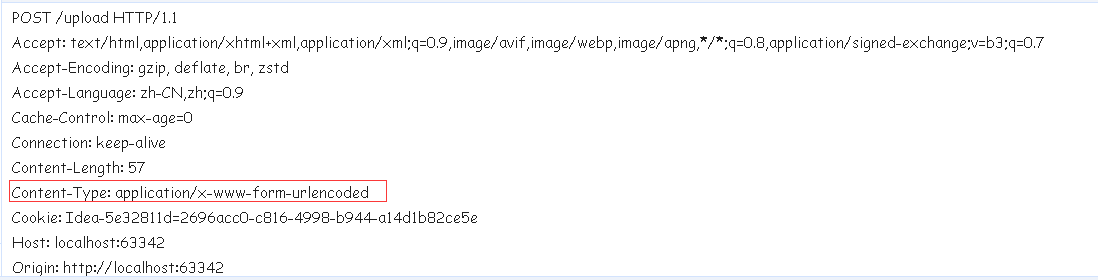 POST /upload HTTP/1.1
Accept: text/html,application/xhtml+xml,application/xml;q=0.9,image/avif,image/webp,image/apng,*/*;q=0.8,application/signed-exchange;v=b3;q=0.7
Accept-Encoding: gzip, deflate, br, zstd
Accept-Language: zh-CN,zh;q=0.9
Cache-Control: max-age=0
Connection: keep-alive
Content-Length: 57
Content-Type: application/x-www-form-urlencoded
Cookie: Idea-5e32811d=2696acc0-c816-4998-b944-a14d1b82ce5e
Host: localhost:63342
Origin: http://localhost:63342